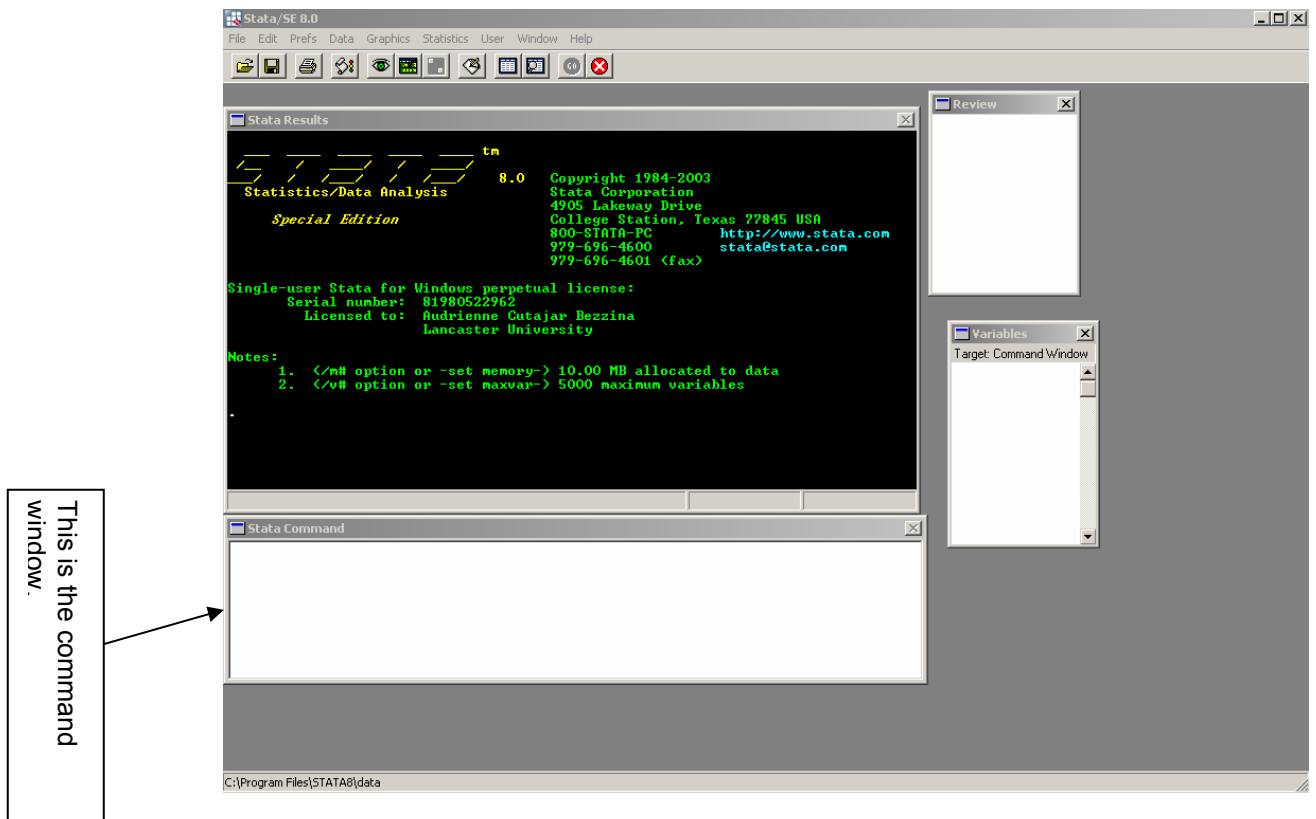 Stata/SE 8.0
File Edit Prefs Data Graphics Statistics User Window Help
GO
Stata Results
STATA tm
8.0 Copyright 1984-2003
Statistics/Data Analysis Stata Corporation
4905 Lakeway Drive
Special Edition College Station, Texas 77845 USA
800-STATA-PC http://www.stata.com
979-696-4600 stata@stata.com
979-696-4601 (fax)
Single-user Stata for Windows perpetual license:
Serial number: 81980522962
Licensed to: Audrienne Cutajar Bezzina
Lancaster University
Notes:
1. (/m# option or -set memory-) 10.00 MB allocated to data
2. (/v# option or -set maxvar-) 5000 maximum variables
.
Review
Variables
Target: Command Window
Stata Command
C:\Program Files\STATA8\data
This is the command
window.